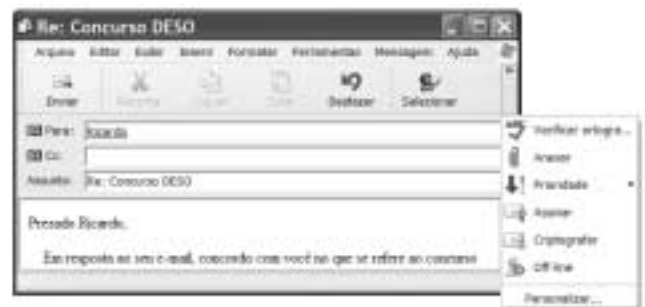 Re: Concurso DESO
Arquivo Editar Exibir Inserir Formatar Ferramentas Mensagem Ajuda
Enviar Recortar Copiar Colar Desfazer Selecionar
Para: Ricardo
Cc:
Assunto: Re: Concurso DESO
Prezado Ricardo,
Em resposta ao seu e-mail, concordo com você no que se refere ao concurso
Verificar ortogra...
Anexar
Prioridade
Assinar
Criptografar
Off-line
Personalizar...